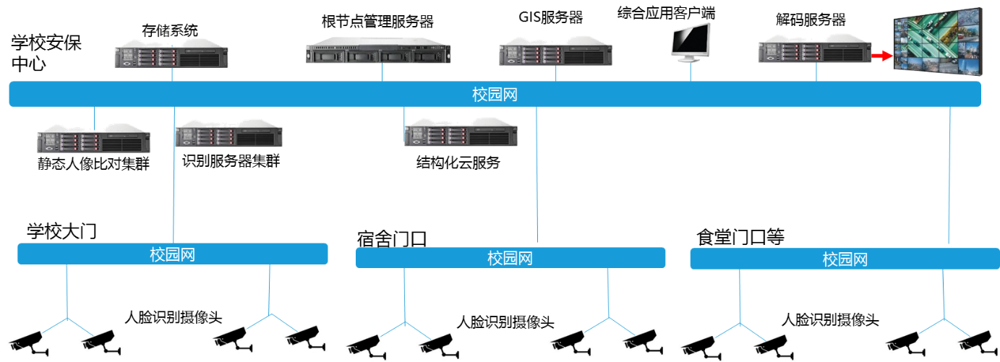 存储系统
根节点管理服务器
GIS服务器
综合应用客户端
解码服务器
学校安保
中心
校园网
静态人像比对集群
识别服务器集群
结构化云服务
学校大门
宿舍门口
食堂门口等
校园网
校园网
校园网
人脸识别摄像头
人脸识别摄像头
人脸识别摄像头